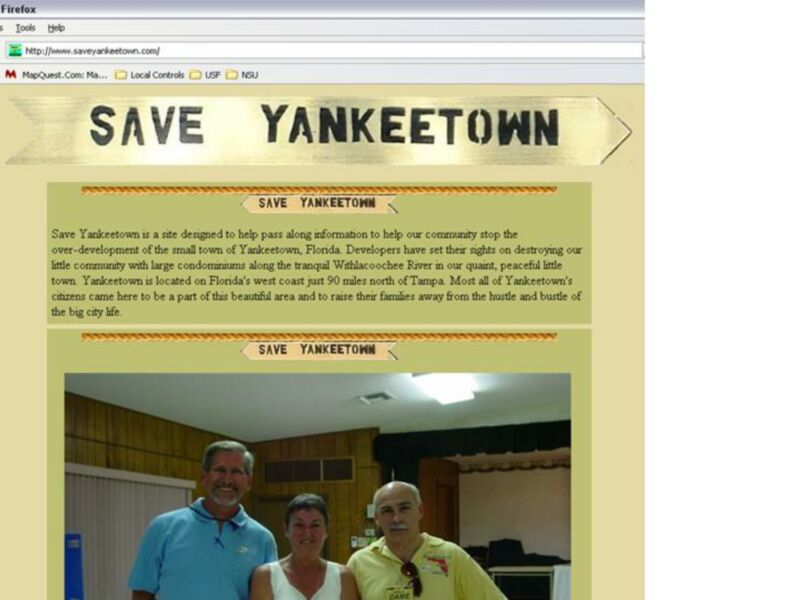 Firefox
s Tools Help
http://www.saveyankeetown.com/
MapQuest.Com: Ma... Local Controls USF NSU
SAVE YANKEETOWN
SAVE YANKEETOWN
Save Yankeetown is a site designed to help pass along information to help our community stop the
over-development of the small town of Yankeetown, Florida. Developers have set their sights on destroying our
little community with large condominiums along the tranquil Withlacoochee River in our quaint, peaceful little
town. Yankeetown is located on Florida's west coast just 90 miles north of Tampa. Most all of Yankeetown's
citizens came here to be a part of this beautiful area and to raise their families away from the hustle and bustle of
the big city life.
SAVE YANKEETOWN